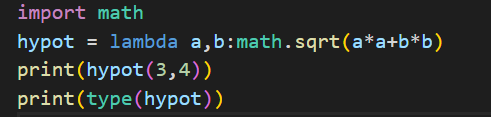 import math
hypot = lambda a,b:math.sqrt(a*a+b*b)
print(hypot(3,4))
print(type(hypot))